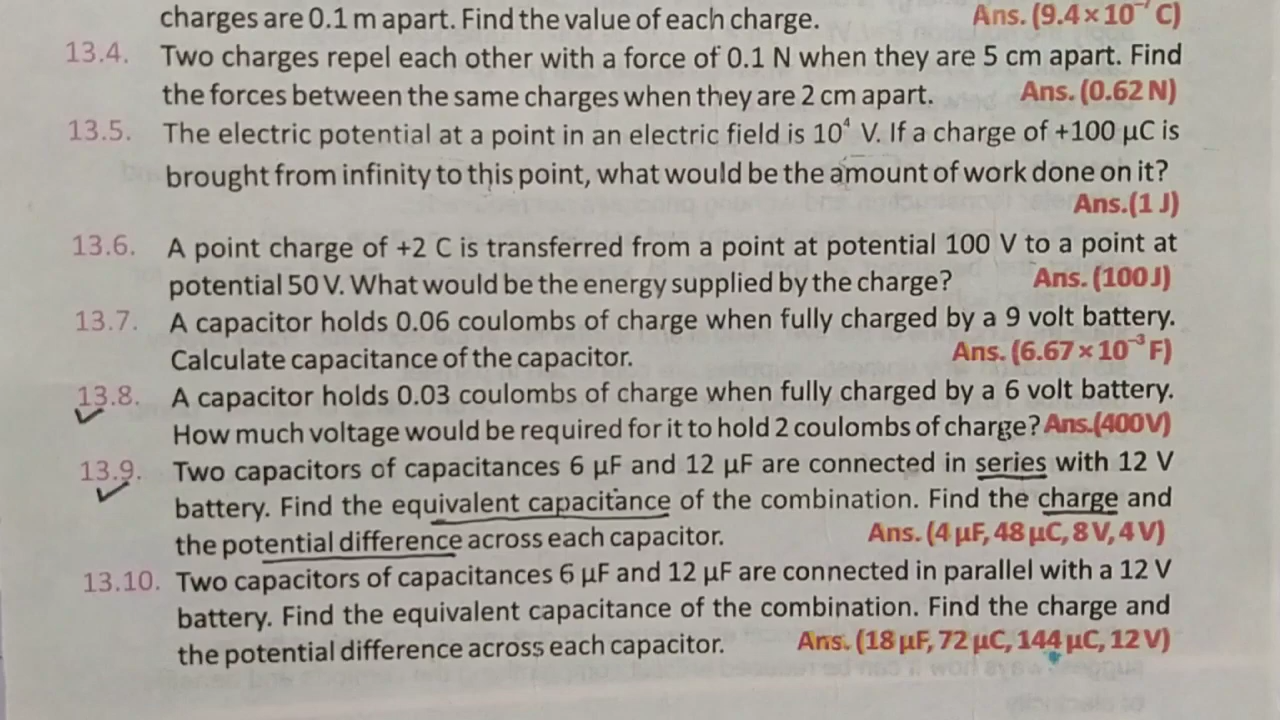 charges are 0.1 m apart. Find the value of each charge. Ans. (9.4 × 10⁻⁷ C)
13.4. Two charges repel each other with a force of 0.1 N when they are 5 cm apart. Find
the forces between the same charges when they are 2 cm apart. Ans. (0.62 N)
13.5. The electric potential at a point in an electric field is 10⁴ V. If a charge of +100 μC is
brought from infinity to this point, what would be the amount of work done on it?
Ans.(1 J)
13.6. A point charge of +2 C is transferred from a point at potential 100 V to a point at
potential 50 V. What would be the energy supplied by the charge? Ans. (100 J)
13.7. A capacitor holds 0.06 coulombs of charge when fully charged by a 9 volt battery.
Calculate capacitance of the capacitor. Ans. (6.67 × 10⁻³ F)
13.8. A capacitor holds 0.03 coulombs of charge when fully charged by a 6 volt battery.
How much voltage would be required for it to hold 2 coulombs of charge? Ans.(400V)
13.9. Two capacitors of capacitances 6 μF and 12 μF are connected in series with 12 V
battery. Find the equivalent capacitance of the combination. Find the charge and
the potential difference across each capacitor. Ans. (4 μF, 48 μC, 8 V, 4 V)
13.10. Two capacitors of capacitances 6 μF and 12 μF are connected in parallel with a 12 V
battery. Find the equivalent capacitance of the combination. Find the charge and
the potential difference across each capacitor. Ans. (18 μF, 72 μC, 144 μC, 12 V)